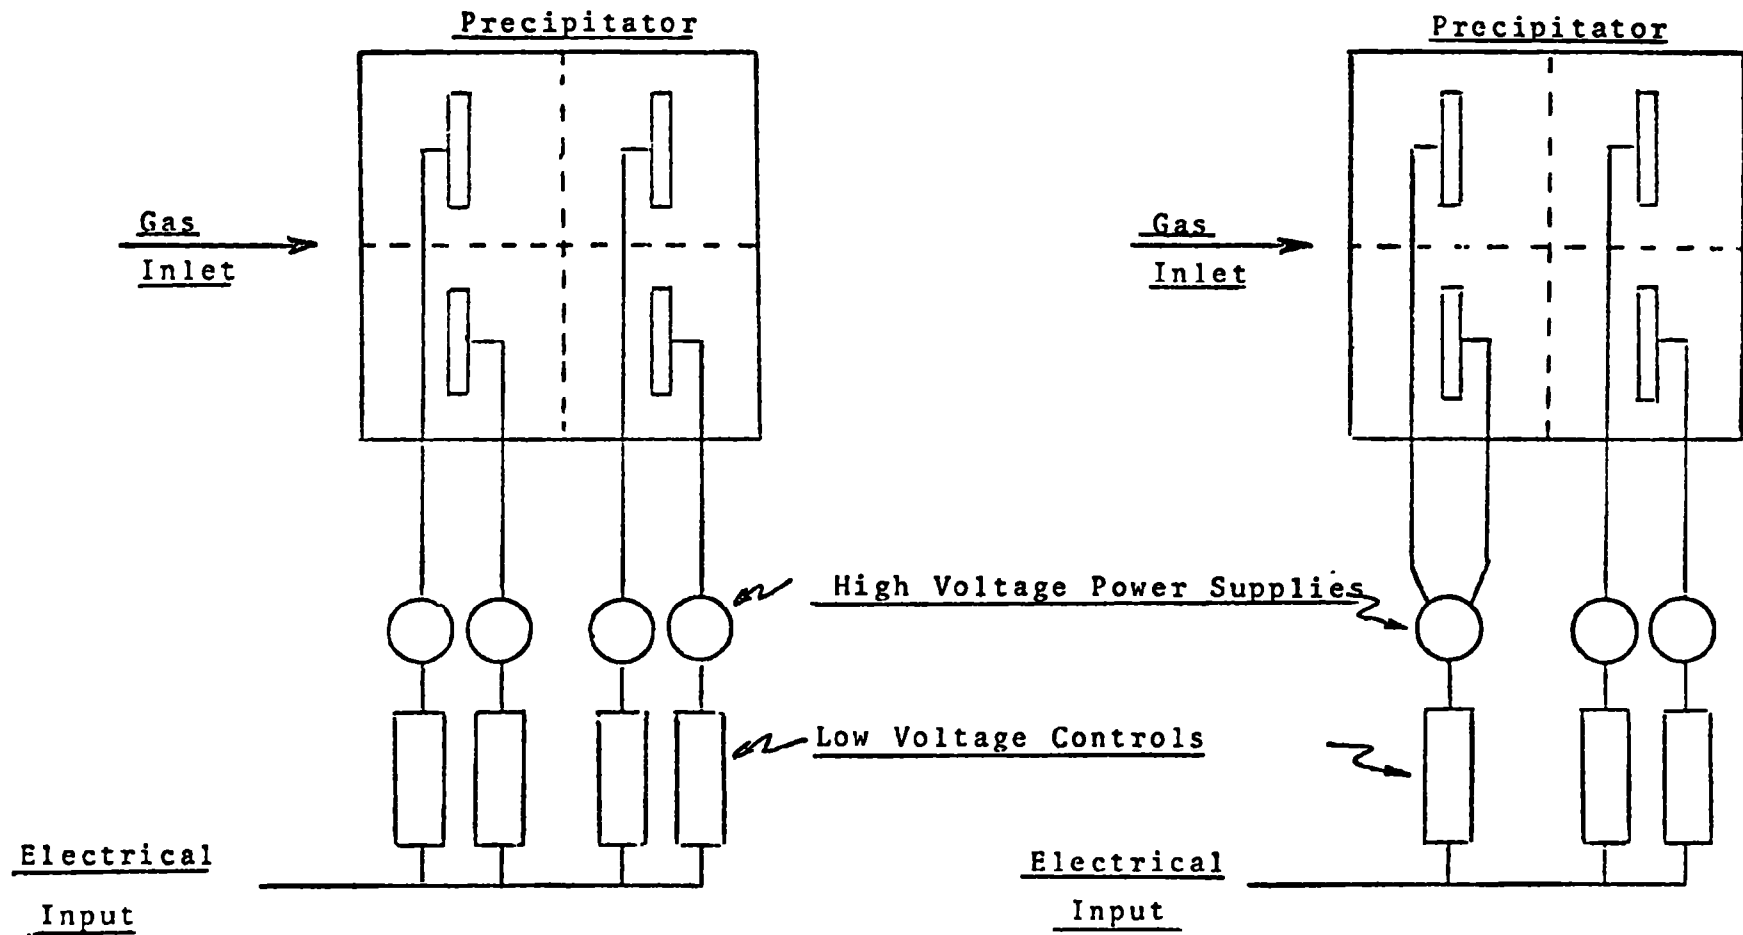 Precipitator
Precipitator
Gas
Inlet
Gas
Inlet
High Voltage Power Supplies
Low Voltage Controls
Electrical
Input
Electrical
Input